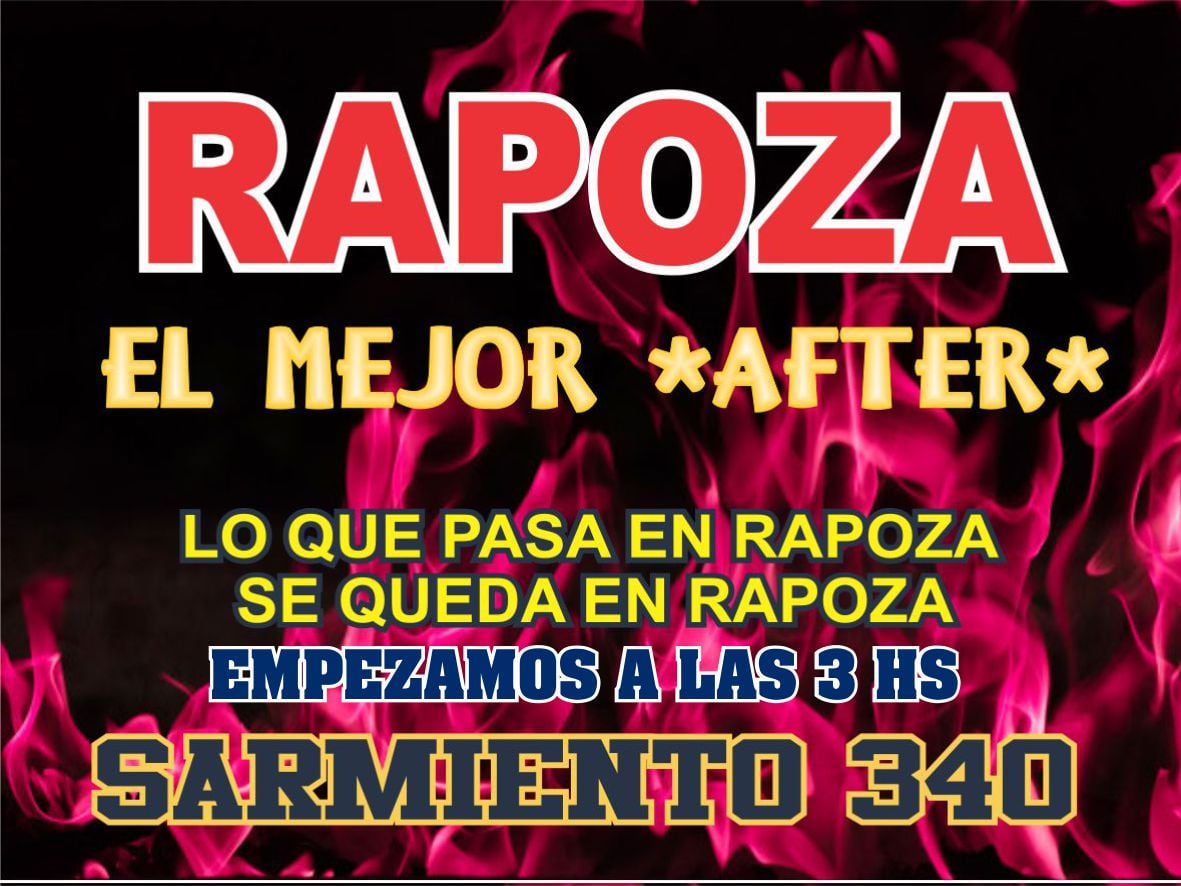 RAPOZA
EL MEJOR *AFTER*
LO QUE PASA EN RAPOZA
SE QUEDA EN RAPOZA
EMPEZAMOS A LAS 3 HS
SARMIENTO 340